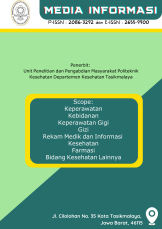 MEDIA INFORMASI
P-ISSN : 2086-3292 dan E-ISSN : 2655-9900
Penerbit:
Unit Penelitian dan Pengabdian Massyarakat Politeknik
Kesehatan Departemen Kesehatan Tasikmalaya
Scope:
Keperawatan
Kebidanan
Keperawatan Gigi
Gizi
Rekam Medik dan Informasi
Kesehatan
Farmasi
Bidang Kesehatan Lainnya
Jl. Cilolohan No. 35 Kota Tasikmalaya,
Jawa Barat, 46115